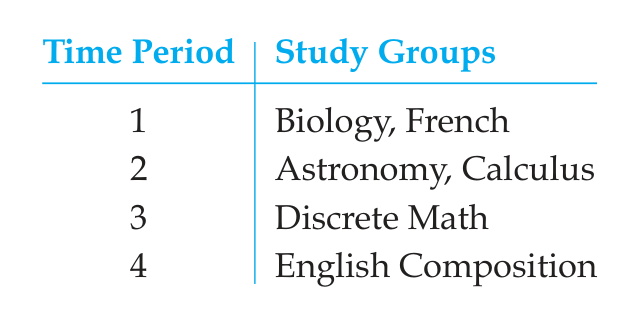 Time Period Study Groups
1 Biology, French
2 Astronomy, Calculus
3 Discrete Math
4 English Composition